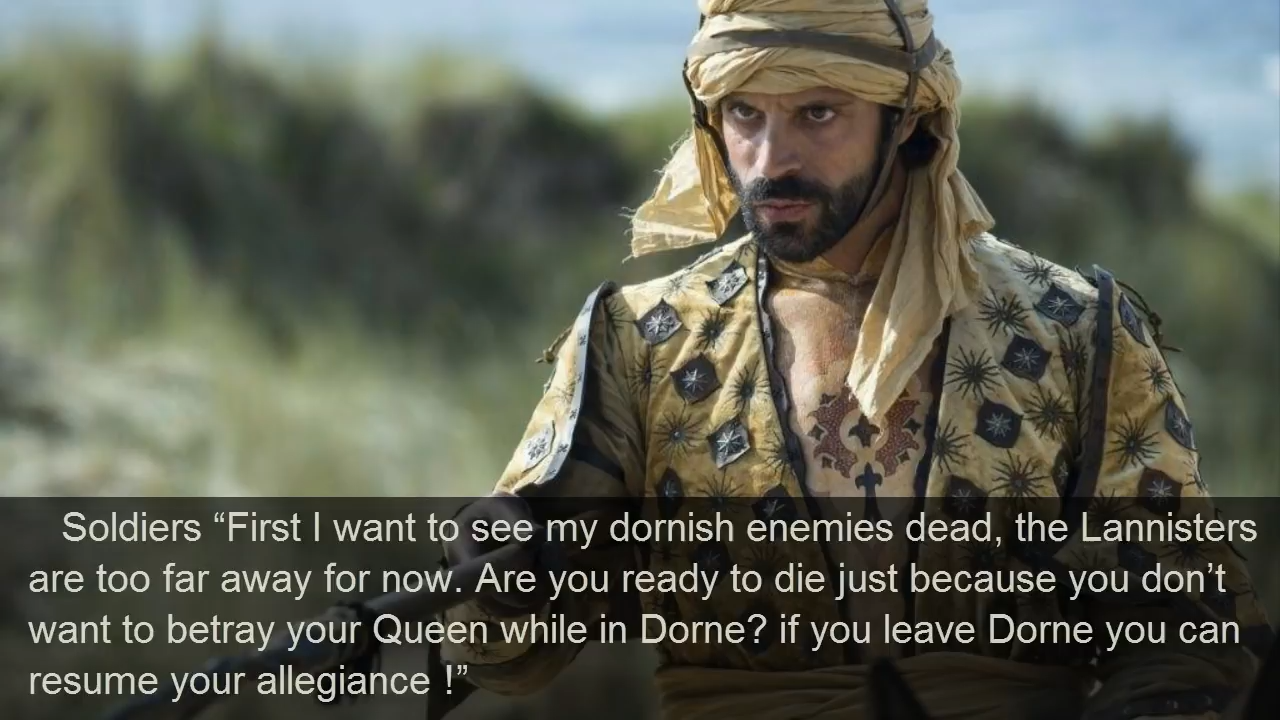 Soldiers “First I want to see my dornish enemies dead, the Lannisters
are too far away for now. Are you ready to die just because you don’t
want to betray your Queen while in Dorne? if you leave Dorne you can
resume your allegiance !”